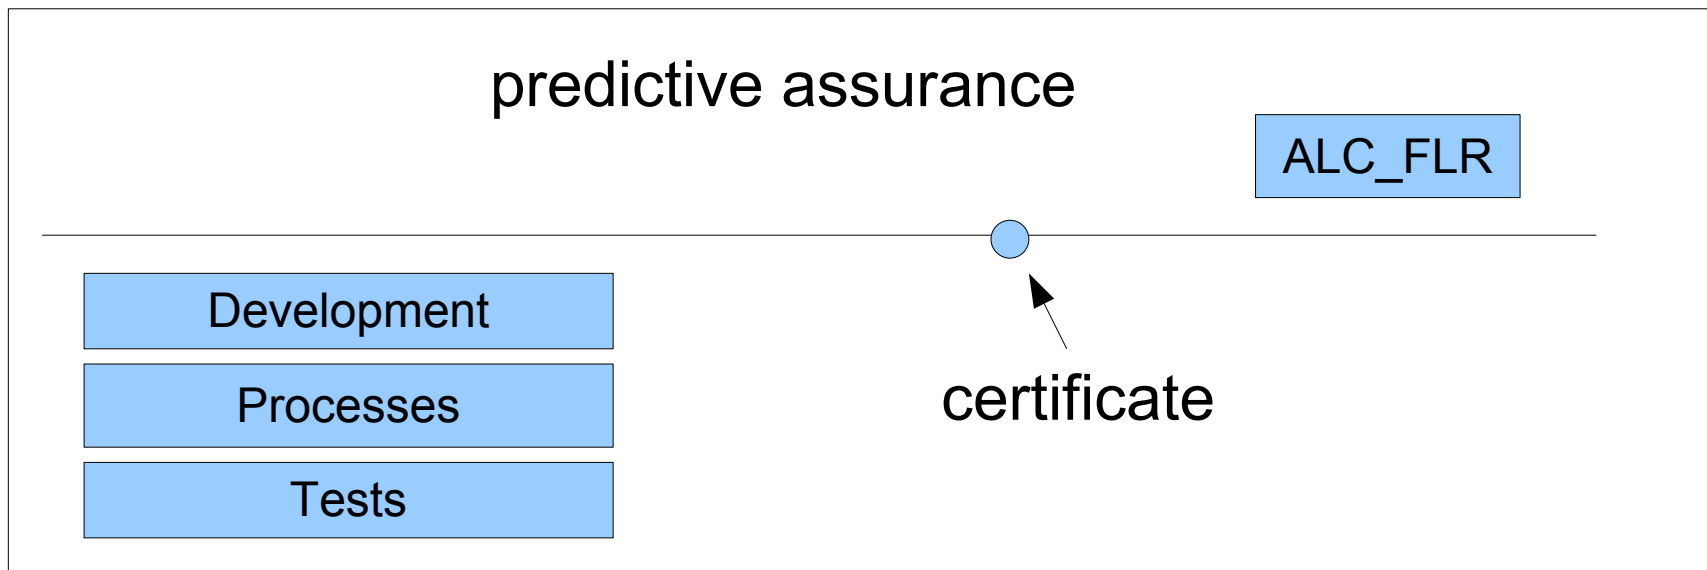 predictive assurance
ALC_FLR
Development
Processes
certificate
Tests